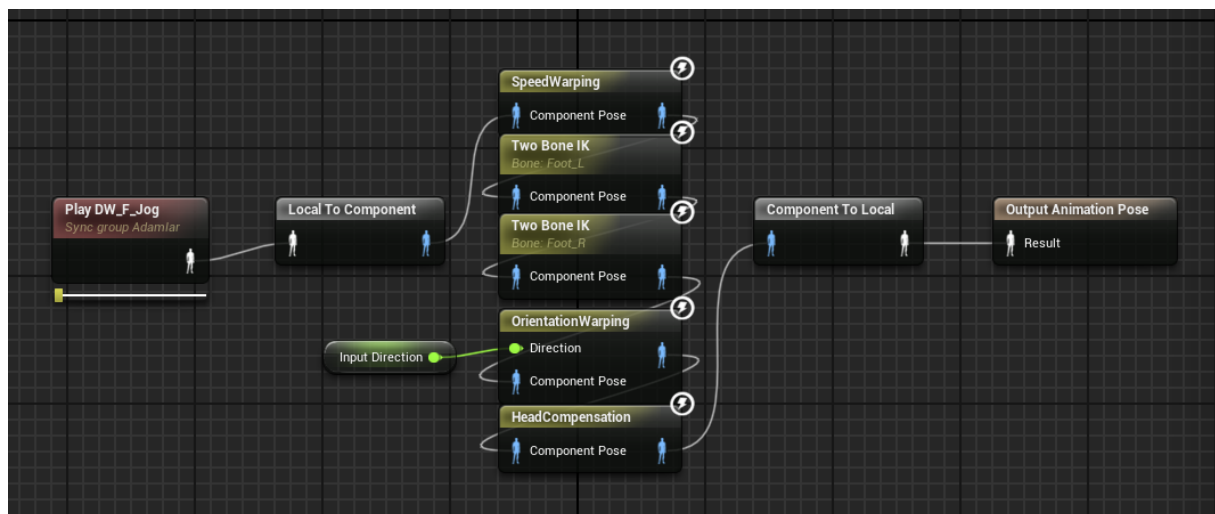 Play DW_F_Jog
Sync group Adamlar
Local To Component
SpeedWarping
Component Pose
Two Bone IK
Bone: Foot_L
Component Pose
Two Bone IK
Bone: Foot_R
Component Pose
Input Direction
OrientationWarping
Direction
Component Pose
HeadCompensation
Component Pose
Component To Local
Output Animation Pose
Result